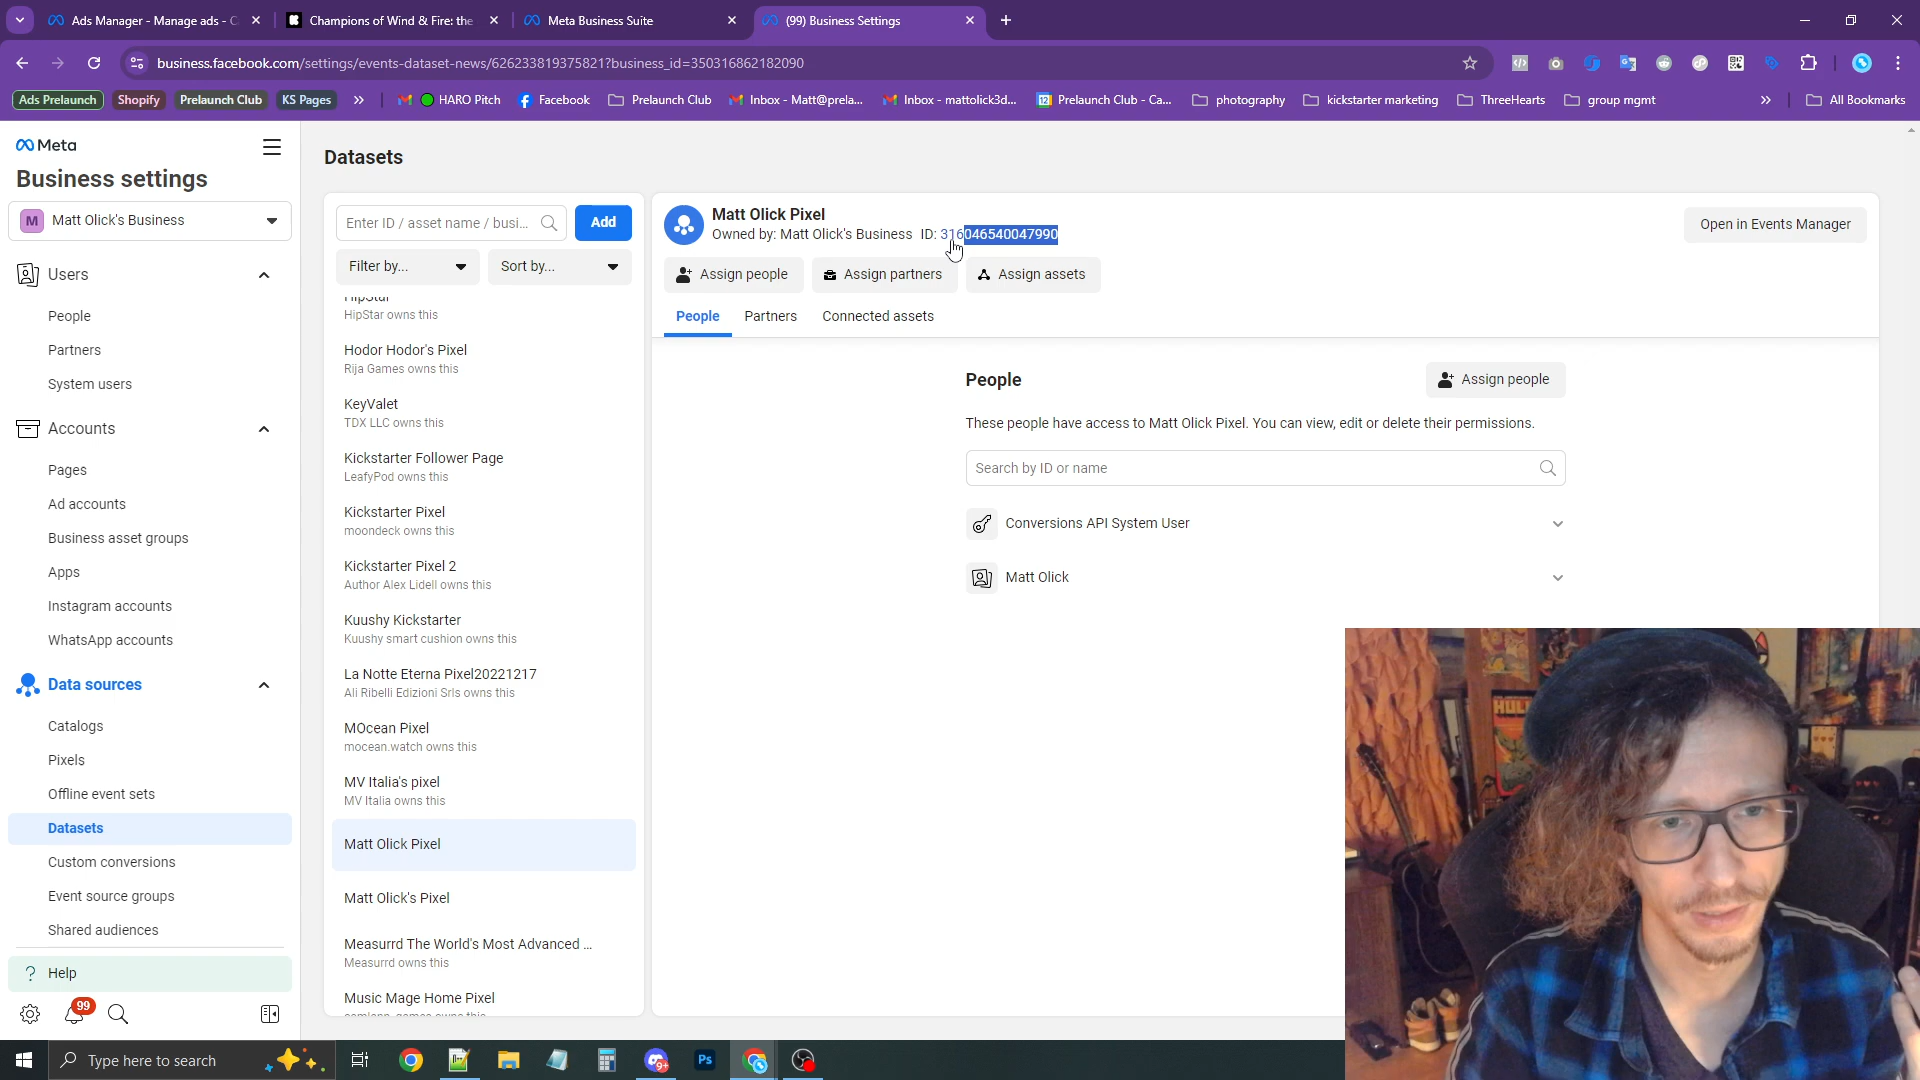 Ads Manager - Manage ads - C
Champions of Wind & Fire: the
Meta Business Suite
(99) Business Settings
business.facebook.com/settings/events-dataset-news/626233819375821?business_id=350316862182090
Ads Prelaunch
Shopify
Prelaunch Club
KS Pages
HARO Pitch
Facebook
Prelaunch Club
Inbox - Matt@prela...
Inbox - mattolick3d...
Prelaunch Club - Ca...
photography
kickstarter marketing
ThreeHearts
group mgmt
All Bookmarks
Meta
Business settings
M
Matt Olick's Business
Users
People
Partners
System users
Accounts
Pages
Ad accounts
Business asset groups
Apps
Instagram accounts
WhatsApp accounts
Data sources
Catalogs
Pixels
Offline event sets
Datasets
Custom conversions
Event source groups
Shared audiences
? Help
99
Datasets
Enter ID / asset name / busi...
Add
Filter by...
Sort by...
HipStar
HipStar owns this
Hodor Hodor's Pixel
Rija Games owns this
KeyValet
TDX LLC owns this
Kickstarter Follower Page
LeafyPod owns this
Kickstarter Pixel
moondeck owns this
Kickstarter Pixel 2
Author Alex Lidell owns this
Kuushy Kickstarter
Kuushy smart cushion owns this
La Notte Eterna Pixel20221217
Ali Ribelli Edizioni Srls owns this
MOcean Pixel
mocean.watch owns this
MV Italia's pixel
MV Italia owns this
Matt Olick Pixel
Matt Olick's Pixel
Measurrd The World's Most Advanced ...
Measurrd owns this
Music Mage Home Pixel
Matt Olick Pixel
Owned by: Matt Olick's Business ID: 316046540047990
Open in Events Manager
Assign people
Assign partners
Assign assets
People
Partners
Connected assets
People
Assign people
These people have access to Matt Olick Pixel. You can view, edit or delete their permissions.
Search by ID or name
Conversions API System User
Matt Olick
Type here to search
9+
Ps